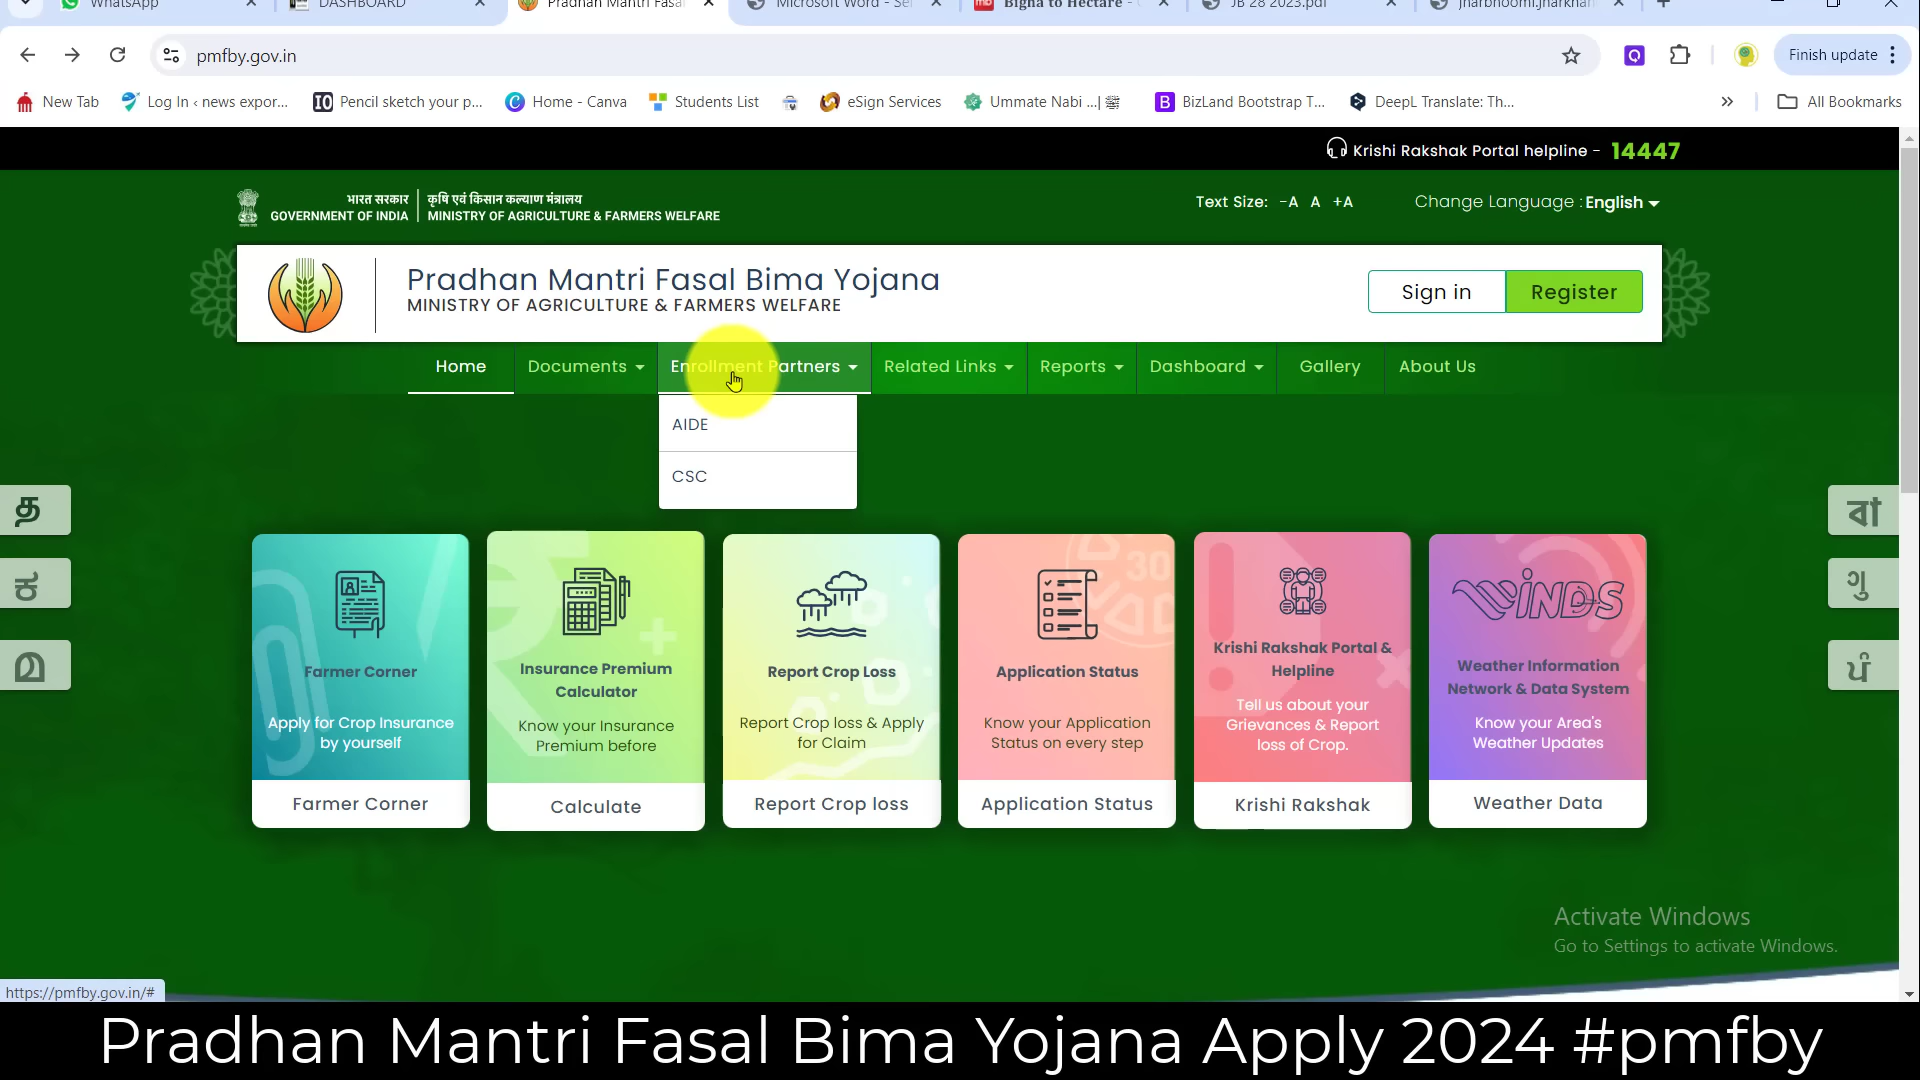 WhatsApp
DASHBOARD
Pradhan Mantri Fasal
Microsoft Word - Se
Bigha to Hectare -
JB 28 2023.pdf
jharbhoomi.jharkhan
pmfby.gov.in
Finish update
New Tab
Log In ‹ news expor...
Pencil sketch your p...
Home - Canva
Students List
eSign Services
Ummate Nabi ...|
BizLand Bootstrap T...
DeepL Translate: Th...
All Bookmarks
Krishi Rakshak Portal helpline - 14447
भारत सरकार
GOVERNMENT OF INDIA
कृषि एवं किसान कल्याण मंत्रालय
MINISTRY OF AGRICULTURE & FARMERS WELFARE
Text Size: -A A +A
Change Language : English
Pradhan Mantri Fasal Bima Yojana
MINISTRY OF AGRICULTURE & FARMERS WELFARE
Sign in
Register
Home
Documents
Enrollment Partners
Related Links
Reports
Dashboard
Gallery
About Us
AIDE
CSC
த
ಕ
മ
বা
ગુ
ਪੰ
Farmer Corner
Apply for Crop Insurance
by yourself
Farmer Corner
Insurance Premium
Calculator
Know your Insurance
Premium before
Calculate
Report Crop Loss
Report Crop loss & Apply
for Claim
Report Crop loss
30
Application Status
Know your Application
Status on every step
Application Status
Krishi Rakshak Portal &
Helpline
Tell us about your
Grievances & Report
loss of Crop.
Krishi Rakshak
WINDS
Weather Information
Network & Data System
Know your Area's
Weather Updates
Weather Data
Activate Windows
Go to Settings to activate Windows.
https://pmfby.gov.in/#
Pradhan Mantri Fasal Bima Yojana Apply 2024 #pmfby